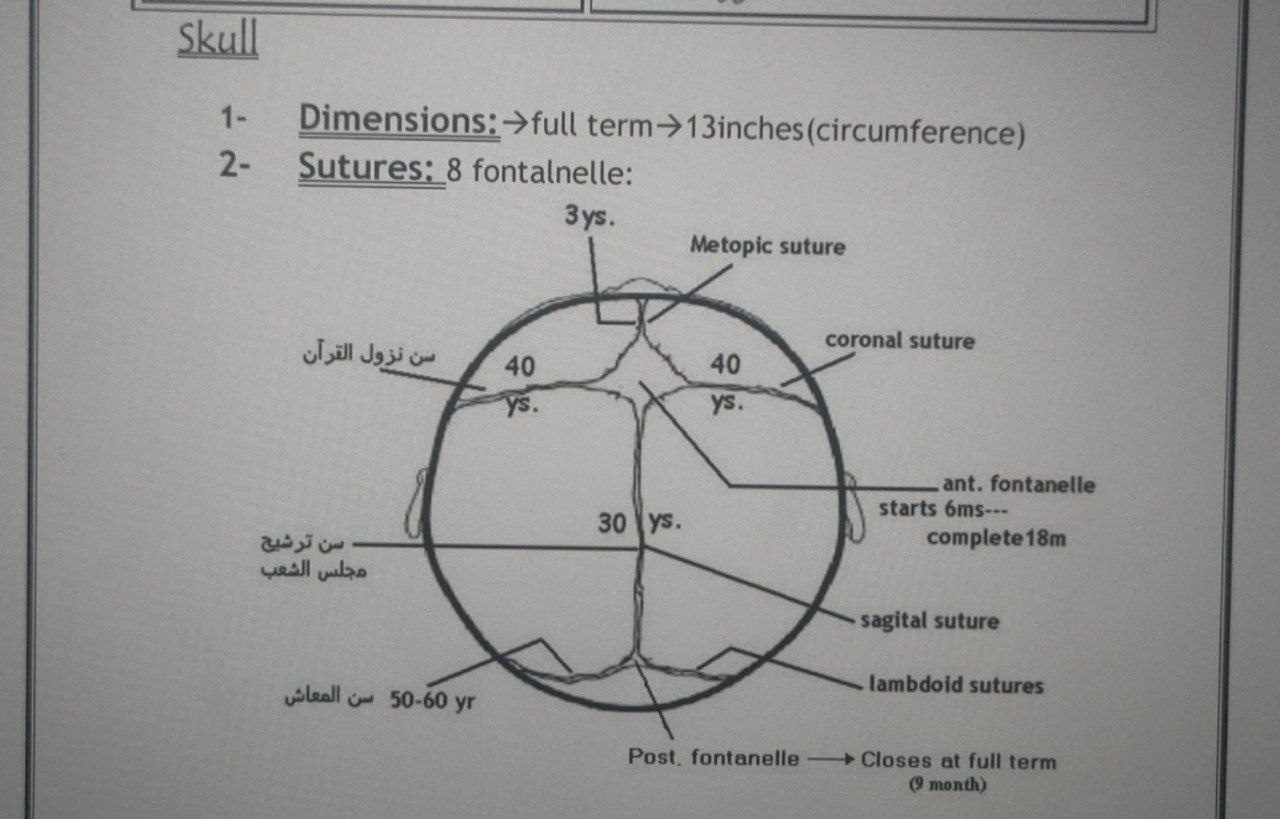 Skull
1- Dimensions:→full term→13inches(circumference)
2- Sutures: 8 fontalnelle:
3ys.
Metopic suture
coronal suture
سن نزول القرآن
40
ys.
40
ys.
ant. fontanelle
starts 6ms---
complete18m
30 ys.
سن ترشيح
مجلس الشعب
sagital suture
lambdoid sutures
سن المعاش 50-60 yr
Post. fontanelle → Closes at full term
(9 month)